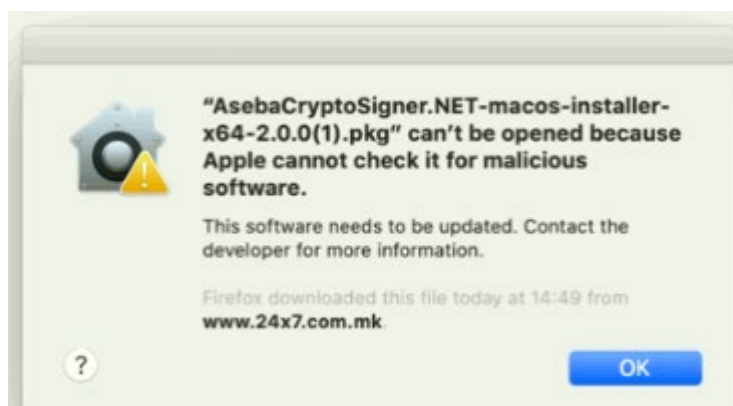 “AsebaCryptoSigner.NET-macos-installer-
x64-2.0.0(1).pkg” can’t be opened because
Apple cannot check it for malicious
software.
This software needs to be updated. Contact the
developer for more information.
Firefox downloaded this file today at 14:49 from
www.24x7.com.mk.
?
OK